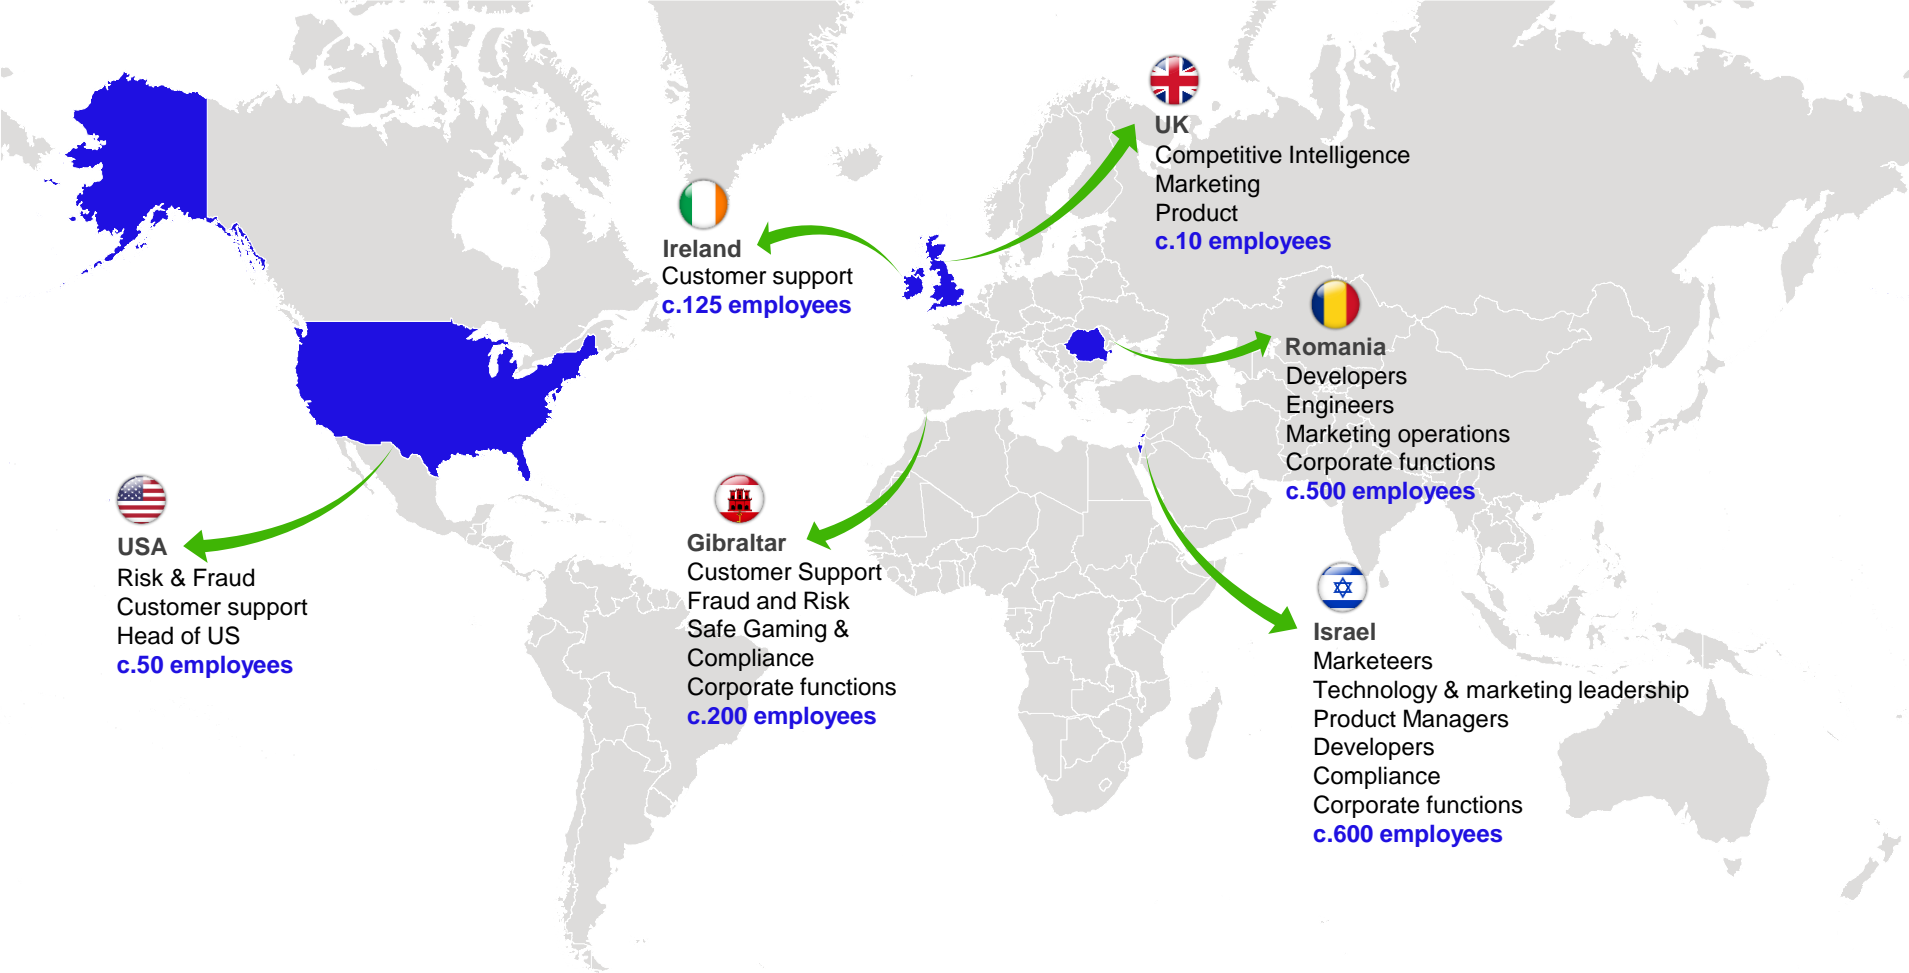 UK
Competitive Intelligence
Marketing
Product
c.10 employees
Ireland
Customer support
c.125 employees
Romania
Developers
Engineers
Marketing operations
Corporate functions
c.500 employees
USA
Risk & Fraud
Customer support
Head of US
c.50 employees
Gibraltar
Customer Support
Fraud and Risk
Safe Gaming &
Compliance
Corporate functions
c.200 employees
Israel
Marketeers
Technology & marketing leadership
Product Managers
Developers
Compliance
Corporate functions
c.600 employees